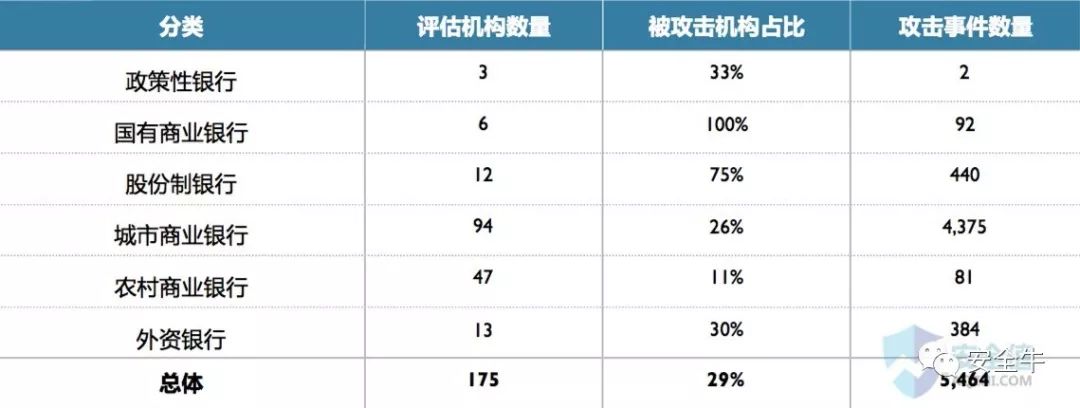 分类 评估机构数量 被攻击机构占比 攻击事件数量
政策性银行 3 33% 2
国有商业银行 6 100% 92
股份制银行 12 75% 440
城市商业银行 94 26% 4,375
农村商业银行 47 11% 81
外资银行 13 30% 384
总体 175 29% 5,464
安全牛
.COM